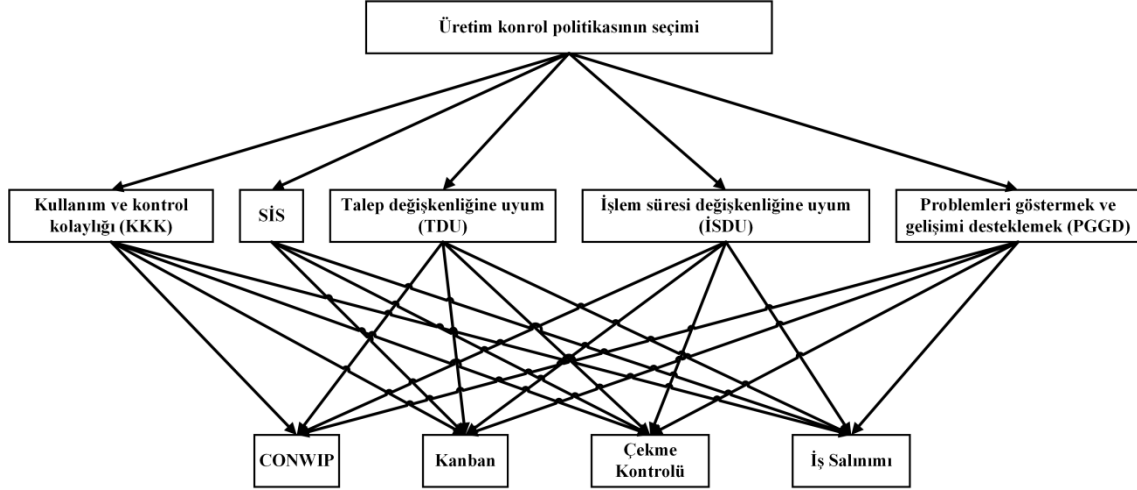 Üretim konrol politikasının seçimi
Kullanım ve kontrol
kolaylığı (KKK)
SİS
Talep değişkenliğine uyum
(TDU)
İşlem süresi değişkenliğine uyum
(İSDU)
Problemleri göstermek ve
gelişimi desteklemek (PGGD)
CONWIP
Kanban
Çekme
Kontrolü
İş Salınımı